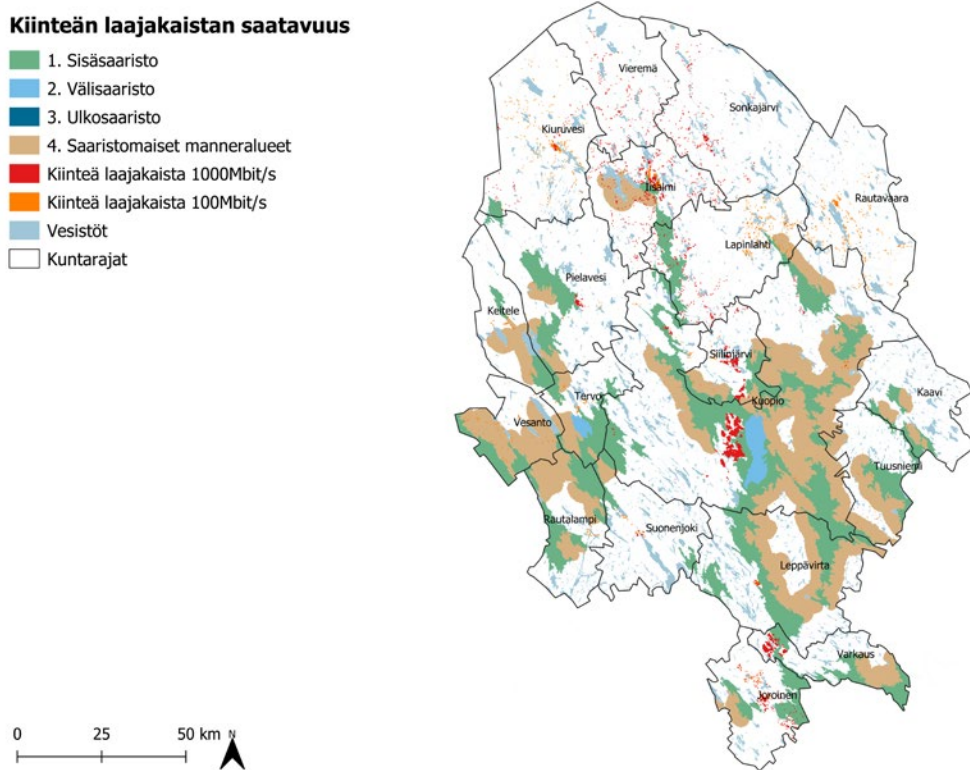 Kiinteän laajakaistan saatavuus
1. Sisäsaaristo
2. Välisaaristo
3. Ulkosaaristo
4. Saaristomaiset manneralueet
Kiinteä laajakaista 1000Mbit/s
Kiinteä laajakaista 100Mbit/s
Vesistöt
Kuntarajat
Vieremä
Sonkajärvi
Kiuruvesi
Iisalmi
Rautavaara
Lapinlahti
Pielavesi
Keitele
Siilinjärvi
Kaavi
Tervo
Kuopio
Vesanto
Tuusniemi
Rautalampi
Suonenjoki
Leppävirta
Varkaus
Joroinen
0 25 50 km
N